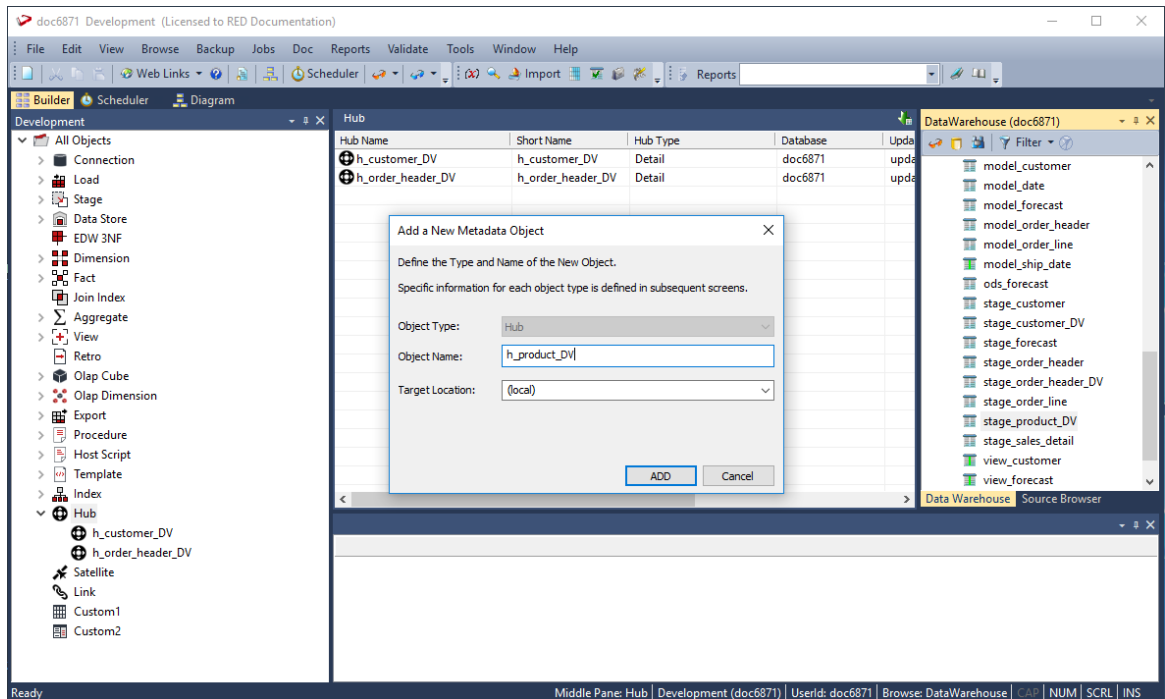 doc6871 Development (Licensed to RED Documentation)
File Edit View Browse Backup Jobs Doc Reports Validate Tools Window Help
Web Links Scheduler Import Reports
Builder Scheduler Diagram
Development
All Objects
Connection
Load
Stage
Data Store
EDW 3NF
Dimension
Fact
Join Index
Aggregate
View
Retro
Olap Cube
Olap Dimension
Export
Procedure
Host Script
Template
Index
Hub
h_customer_DV
h_order_header_DV
Satellite
Link
Custom1
Custom2
Hub
Hub Name Short Name Hub Type Database Upda
h_customer_DV h_customer_DV Detail doc6871 upda
h_order_header_DV h_order_header_DV Detail doc6871 upda
Add a New Metadata Object
Define the Type and Name of the New Object.
Specific information for each object type is defined in subsequent screens.
Object Type: Hub
Object Name: h_product_DV
Target Location: (local)
ADD Cancel
DataWarehouse (doc6871)
Filter
model_customer
model_date
model_forecast
model_order_header
model_order_line
model_ship_date
ods_forecast
stage_customer
stage_customer_DV
stage_forecast
stage_order_header
stage_order_header_DV
stage_order_line
stage_product_DV
stage_sales_detail
view_customer
view_forecast
Data Warehouse Source Browser
Ready Middle Pane: Hub Development (doc6871) UserId: doc6871 Browse: DataWarehouse CAP NUM SCRL INS